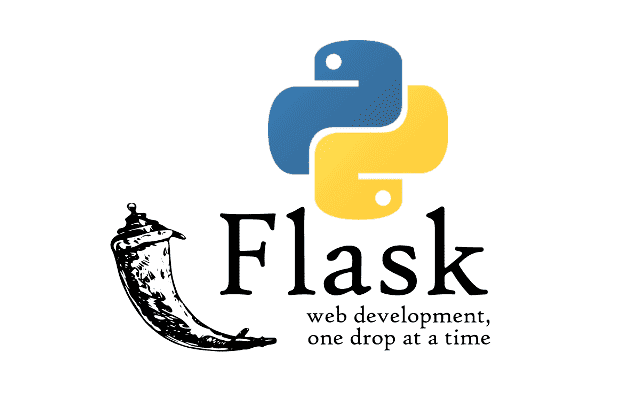 Flask
web development,
one drop at a time